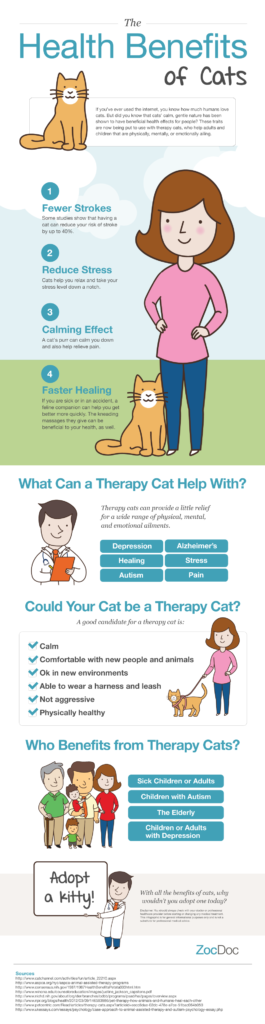 The
Health Benefits
of Cats
If you've ever used the internet, you know how much humans love
cats. But did you know that cats' calm, gentle nature has been
shown to have beneficial health effects for people? These traits
are now being put to use with therapy cats, who help adults and
children that are physically, mentally, or emotionally ailing.
1
Fewer Strokes
Some studies show that having a
cat can reduce your risk of stroke
by up to 40%.
2
Reduce Stress
Cats help you relax and take your
stress level down a notch.
3
Calming Effect
A cat's purr can calm you down
and also help relieve pain.
4
Faster Healing
If you are sick or in an accident, a
feline companion can help you get
better more quickly. The kneading
massages they give can be
beneficial to your health, as well.
What Can a Therapy Cat Help With?
Therapy cats can provide a little relief
for a wide range of physical, mental,
and emotional ailments.
Depression Alzheimer's
Healing Stress
Autism Pain
Could Your Cat be a Therapy Cat?
A good candidate for a therapy cat is:
Calm
Comfortable with new people and animals
Ok in new environments
Able to wear a harness and leash
Not aggressive
Physically healthy
Who Benefits from Therapy Cats?
Sick Children or Adults
Children with Autism
The Elderly
Children or Adults
with Depression
Adopt
a kitty!
With all the benefits of cats, why
wouldn't you adopt one today?
ZocDoc
Sources